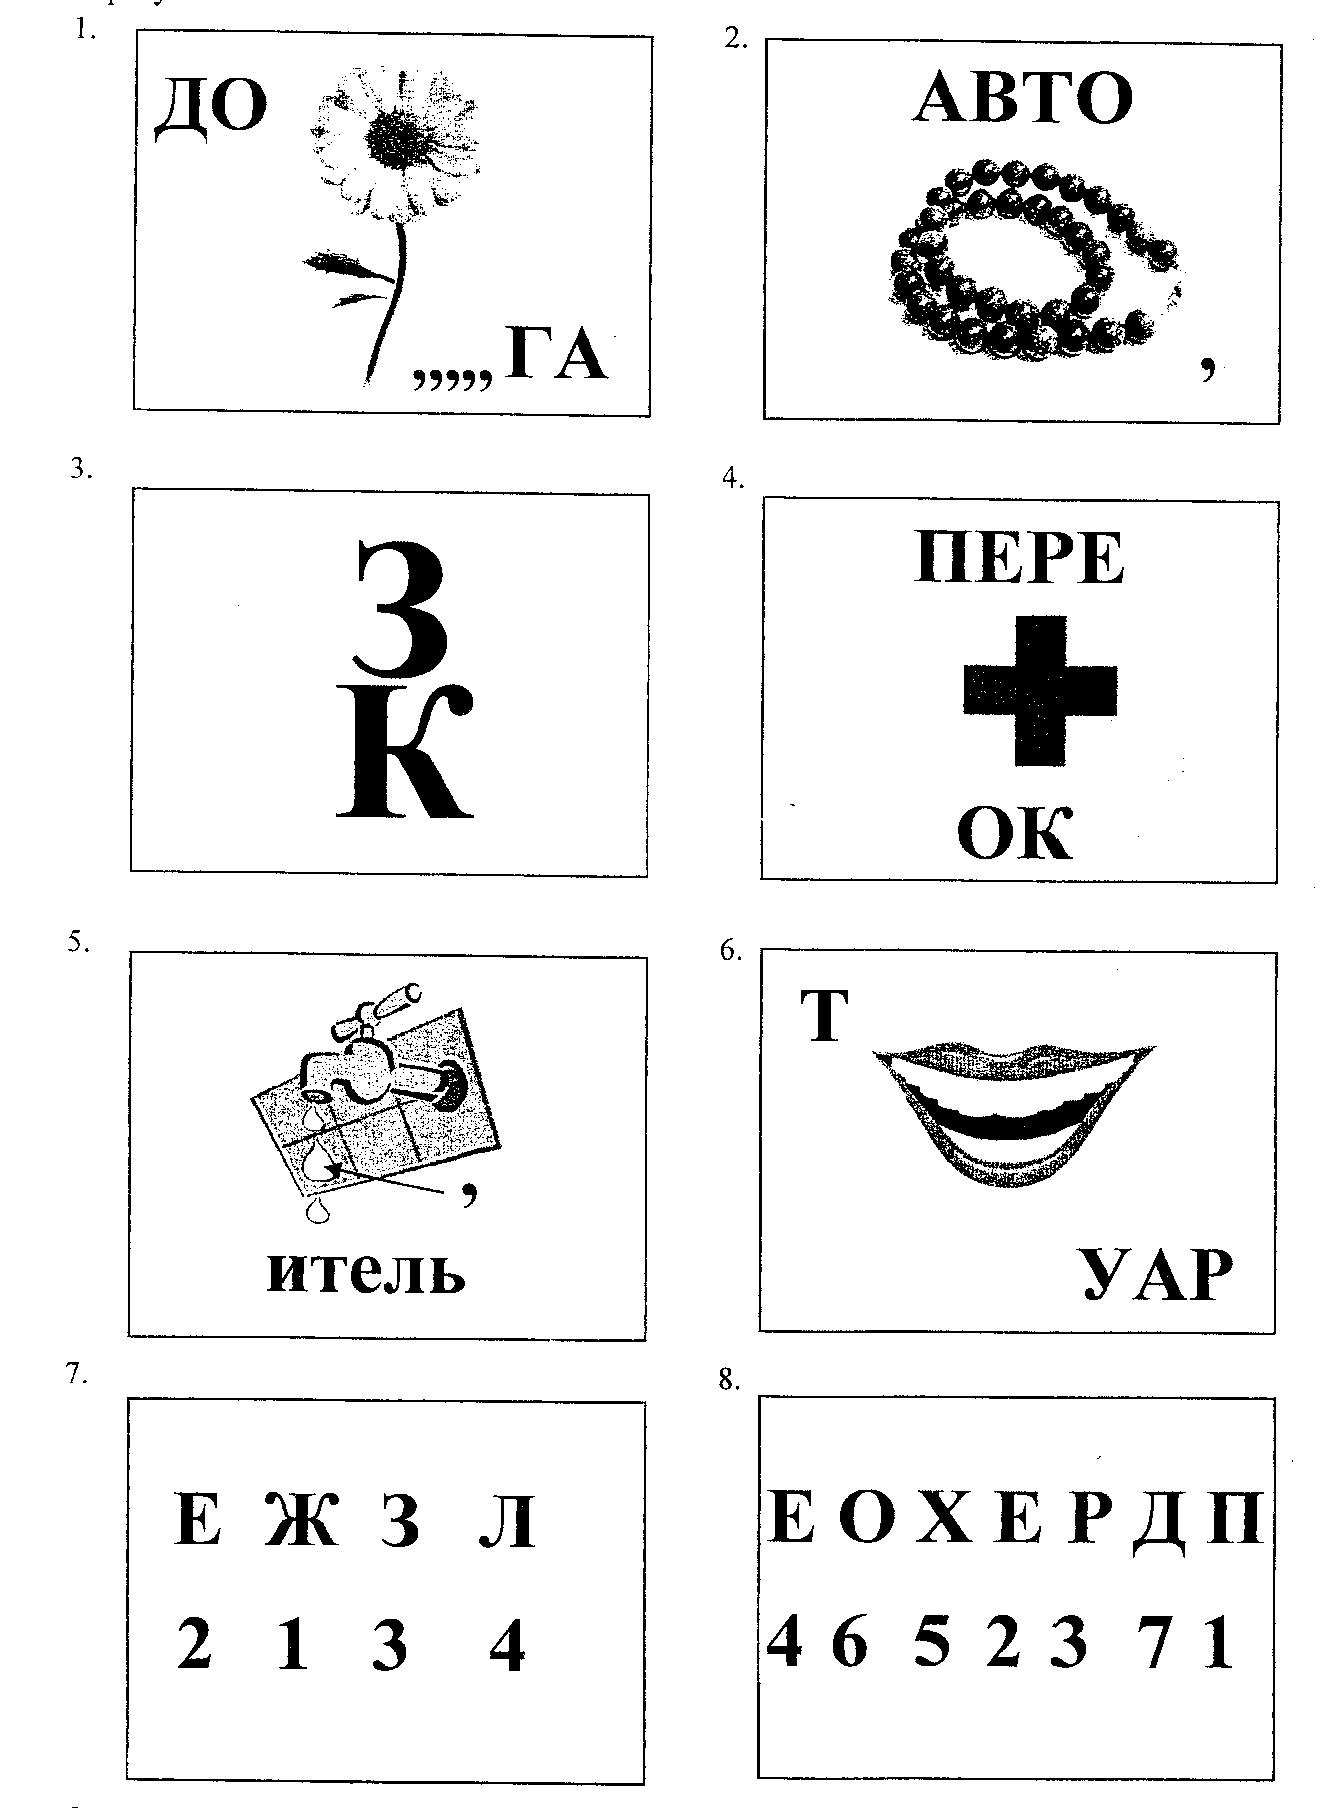 1.
ДО
,,,,, ГА
2.
АВТО
,
3.
З
К
4.
ПЕРЕ
ОК
5.
,
итель
6.
Т
УАР
7.
Е Ж З Л
2 1 3 4
8.
Е О Х Е Р Д П
4 6 5 2 3 7 1